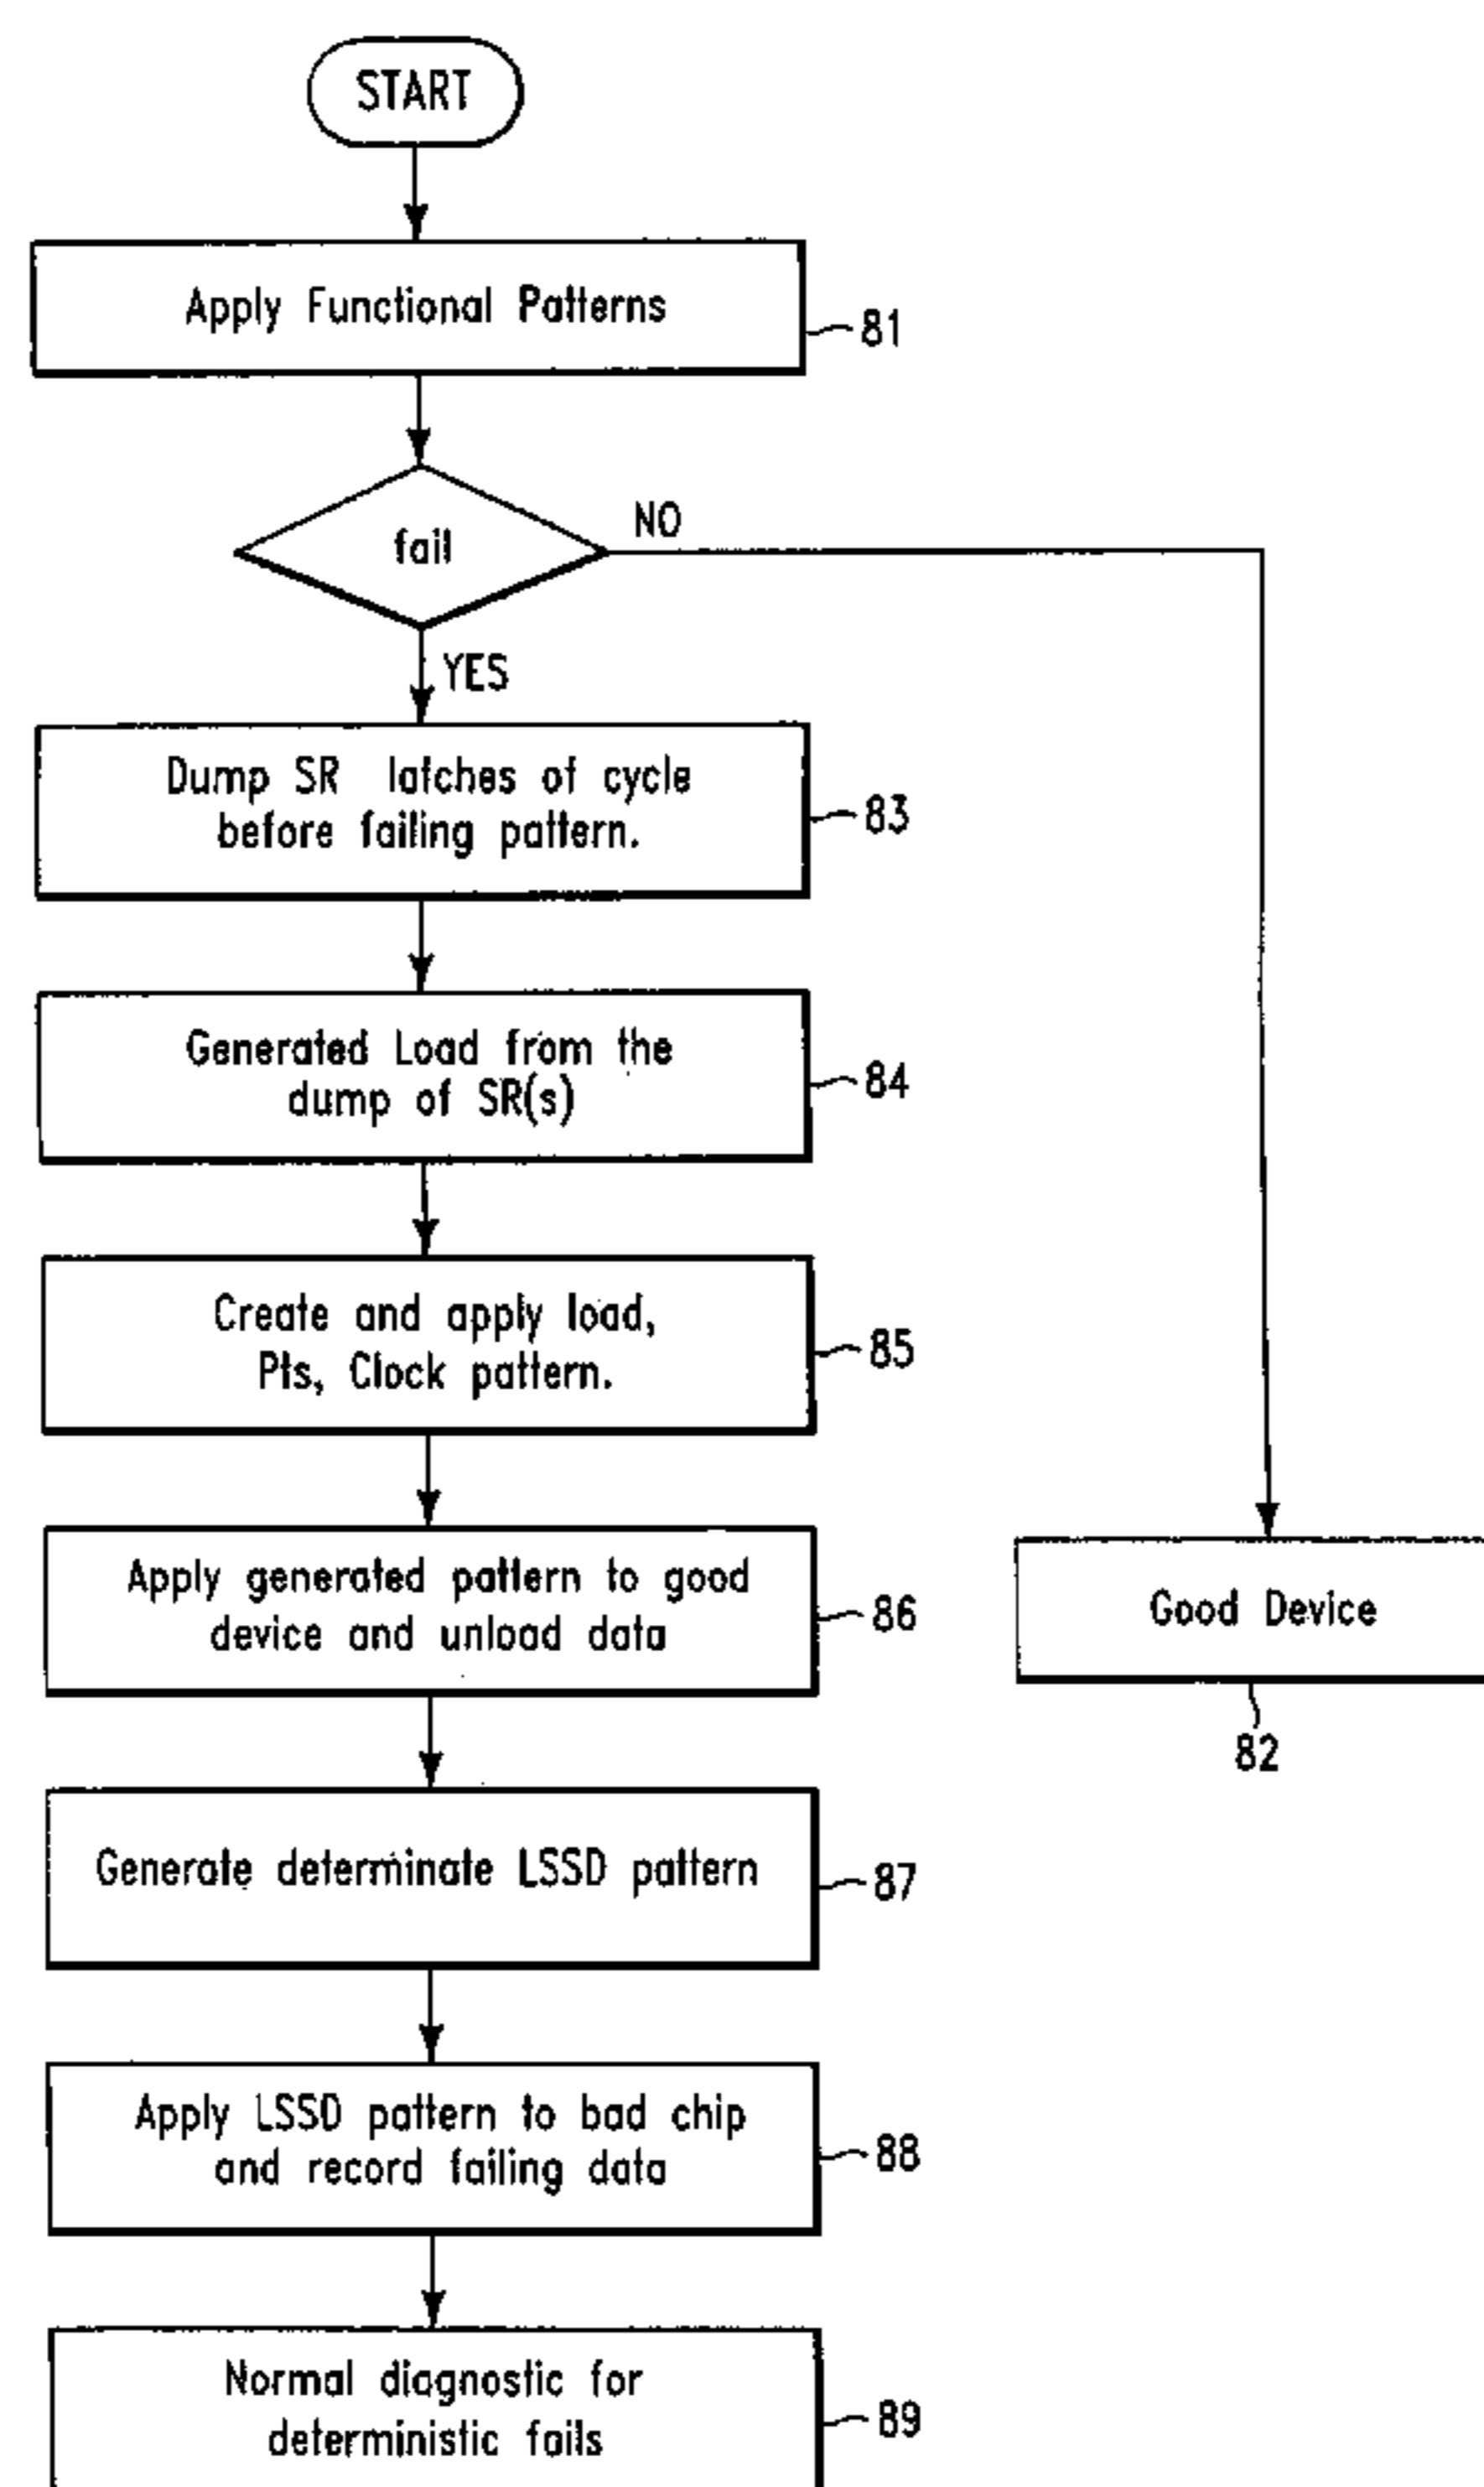 START
Apply Functional Patterns
81
fail
NO
YES
Dump SR latches of cycle
before failing pattern.
83
Generated Load from the
dump of SR(s)
84
Create and apply load,
PIs, Clock pattern.
85
Apply generated pattern to good
device and unload data
86
Good Device
82
Generate determinate LSSD pattern
87
Apply LSSD pattern to bad chip
and record failing data
88
Normal diagnostic for
deterministic fails
89